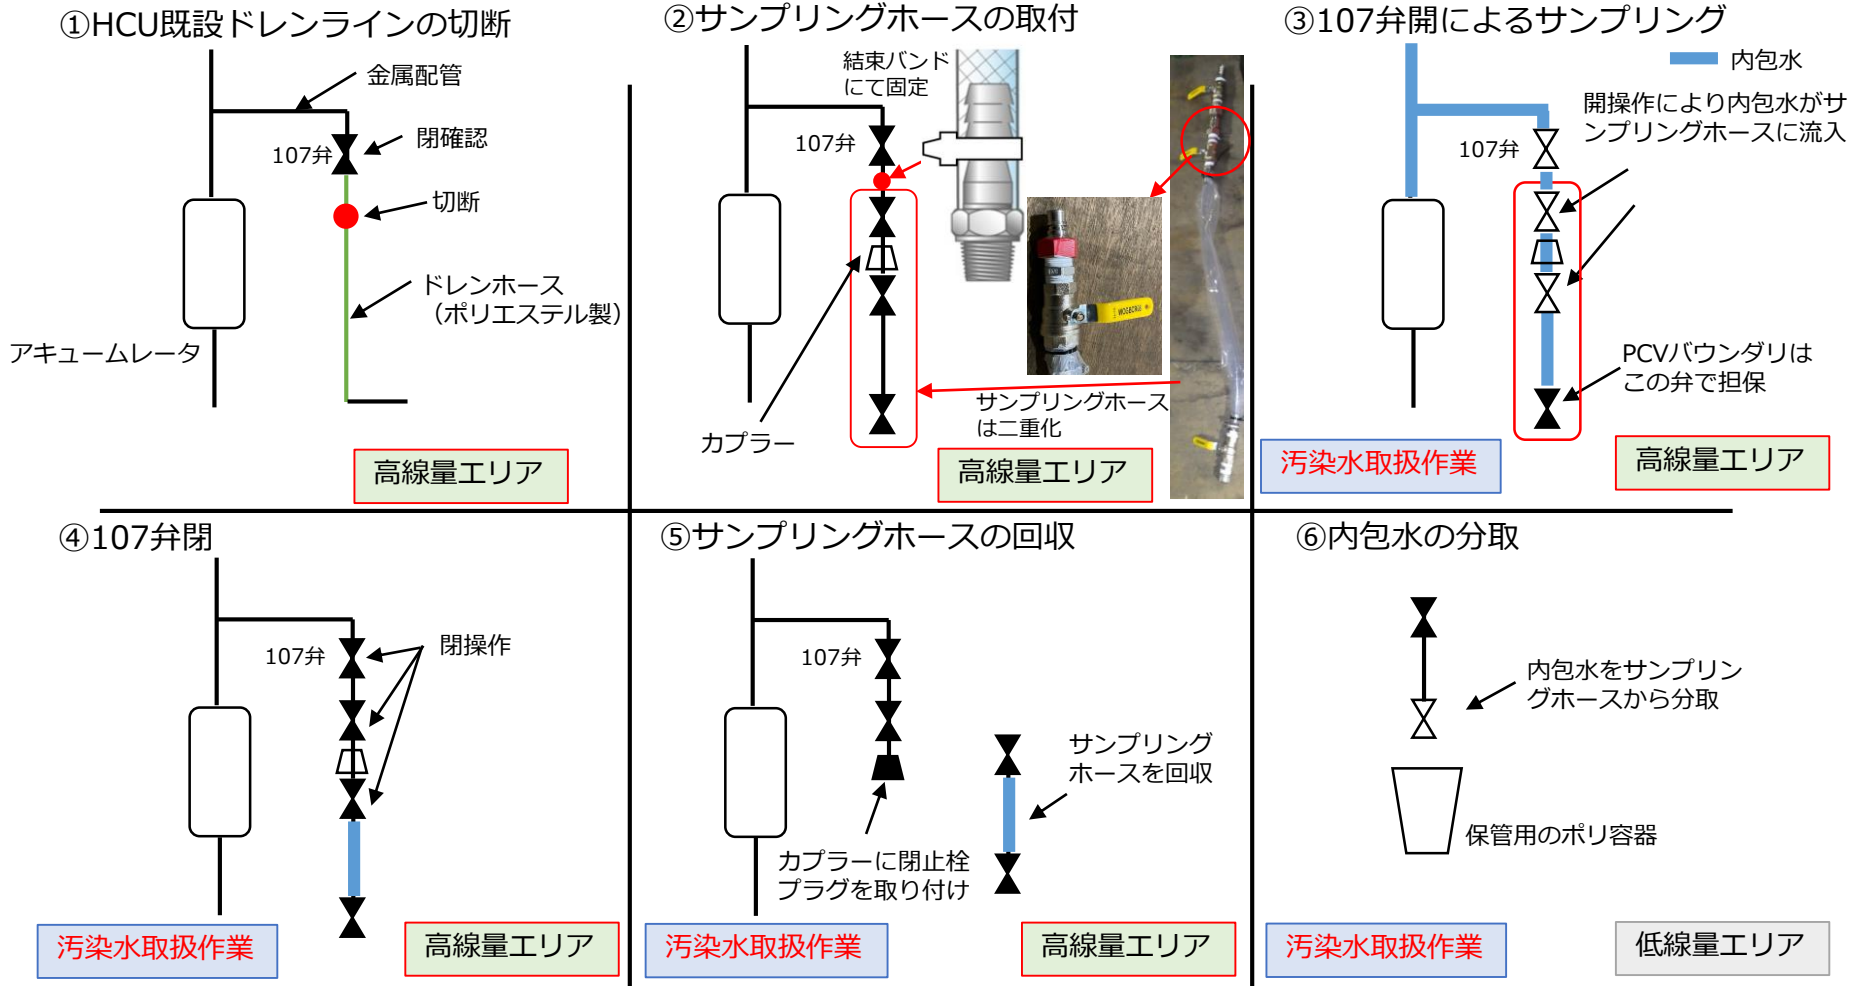 ①HCU既設ドレンラインの切断
金属配管
107弁
閉確認
切断
ドレンホース
（ポリエステル製）
アキュームレータ
高線量エリア
②サンプリングホースの取付
結束バンド
にて固定
107弁
カプラー
サンプリングホース
は二重化
高線量エリア
③107弁開によるサンプリング
内包水
開操作により内包水がサ
ンプリングホースに流入
107弁
PCVバウンダリは
この弁で担保
汚染水取扱作業
高線量エリア
④107弁閉
107弁
閉操作
汚染水取扱作業
高線量エリア
⑤サンプリングホースの回収
107弁
サンプリング
ホースを回収
カプラーに閉止栓
プラグを取り付け
汚染水取扱作業
高線量エリア
⑥内包水の分取
内包水をサンプリン
グホースから分取
保管用のポリ容器
汚染水取扱作業
低線量エリア